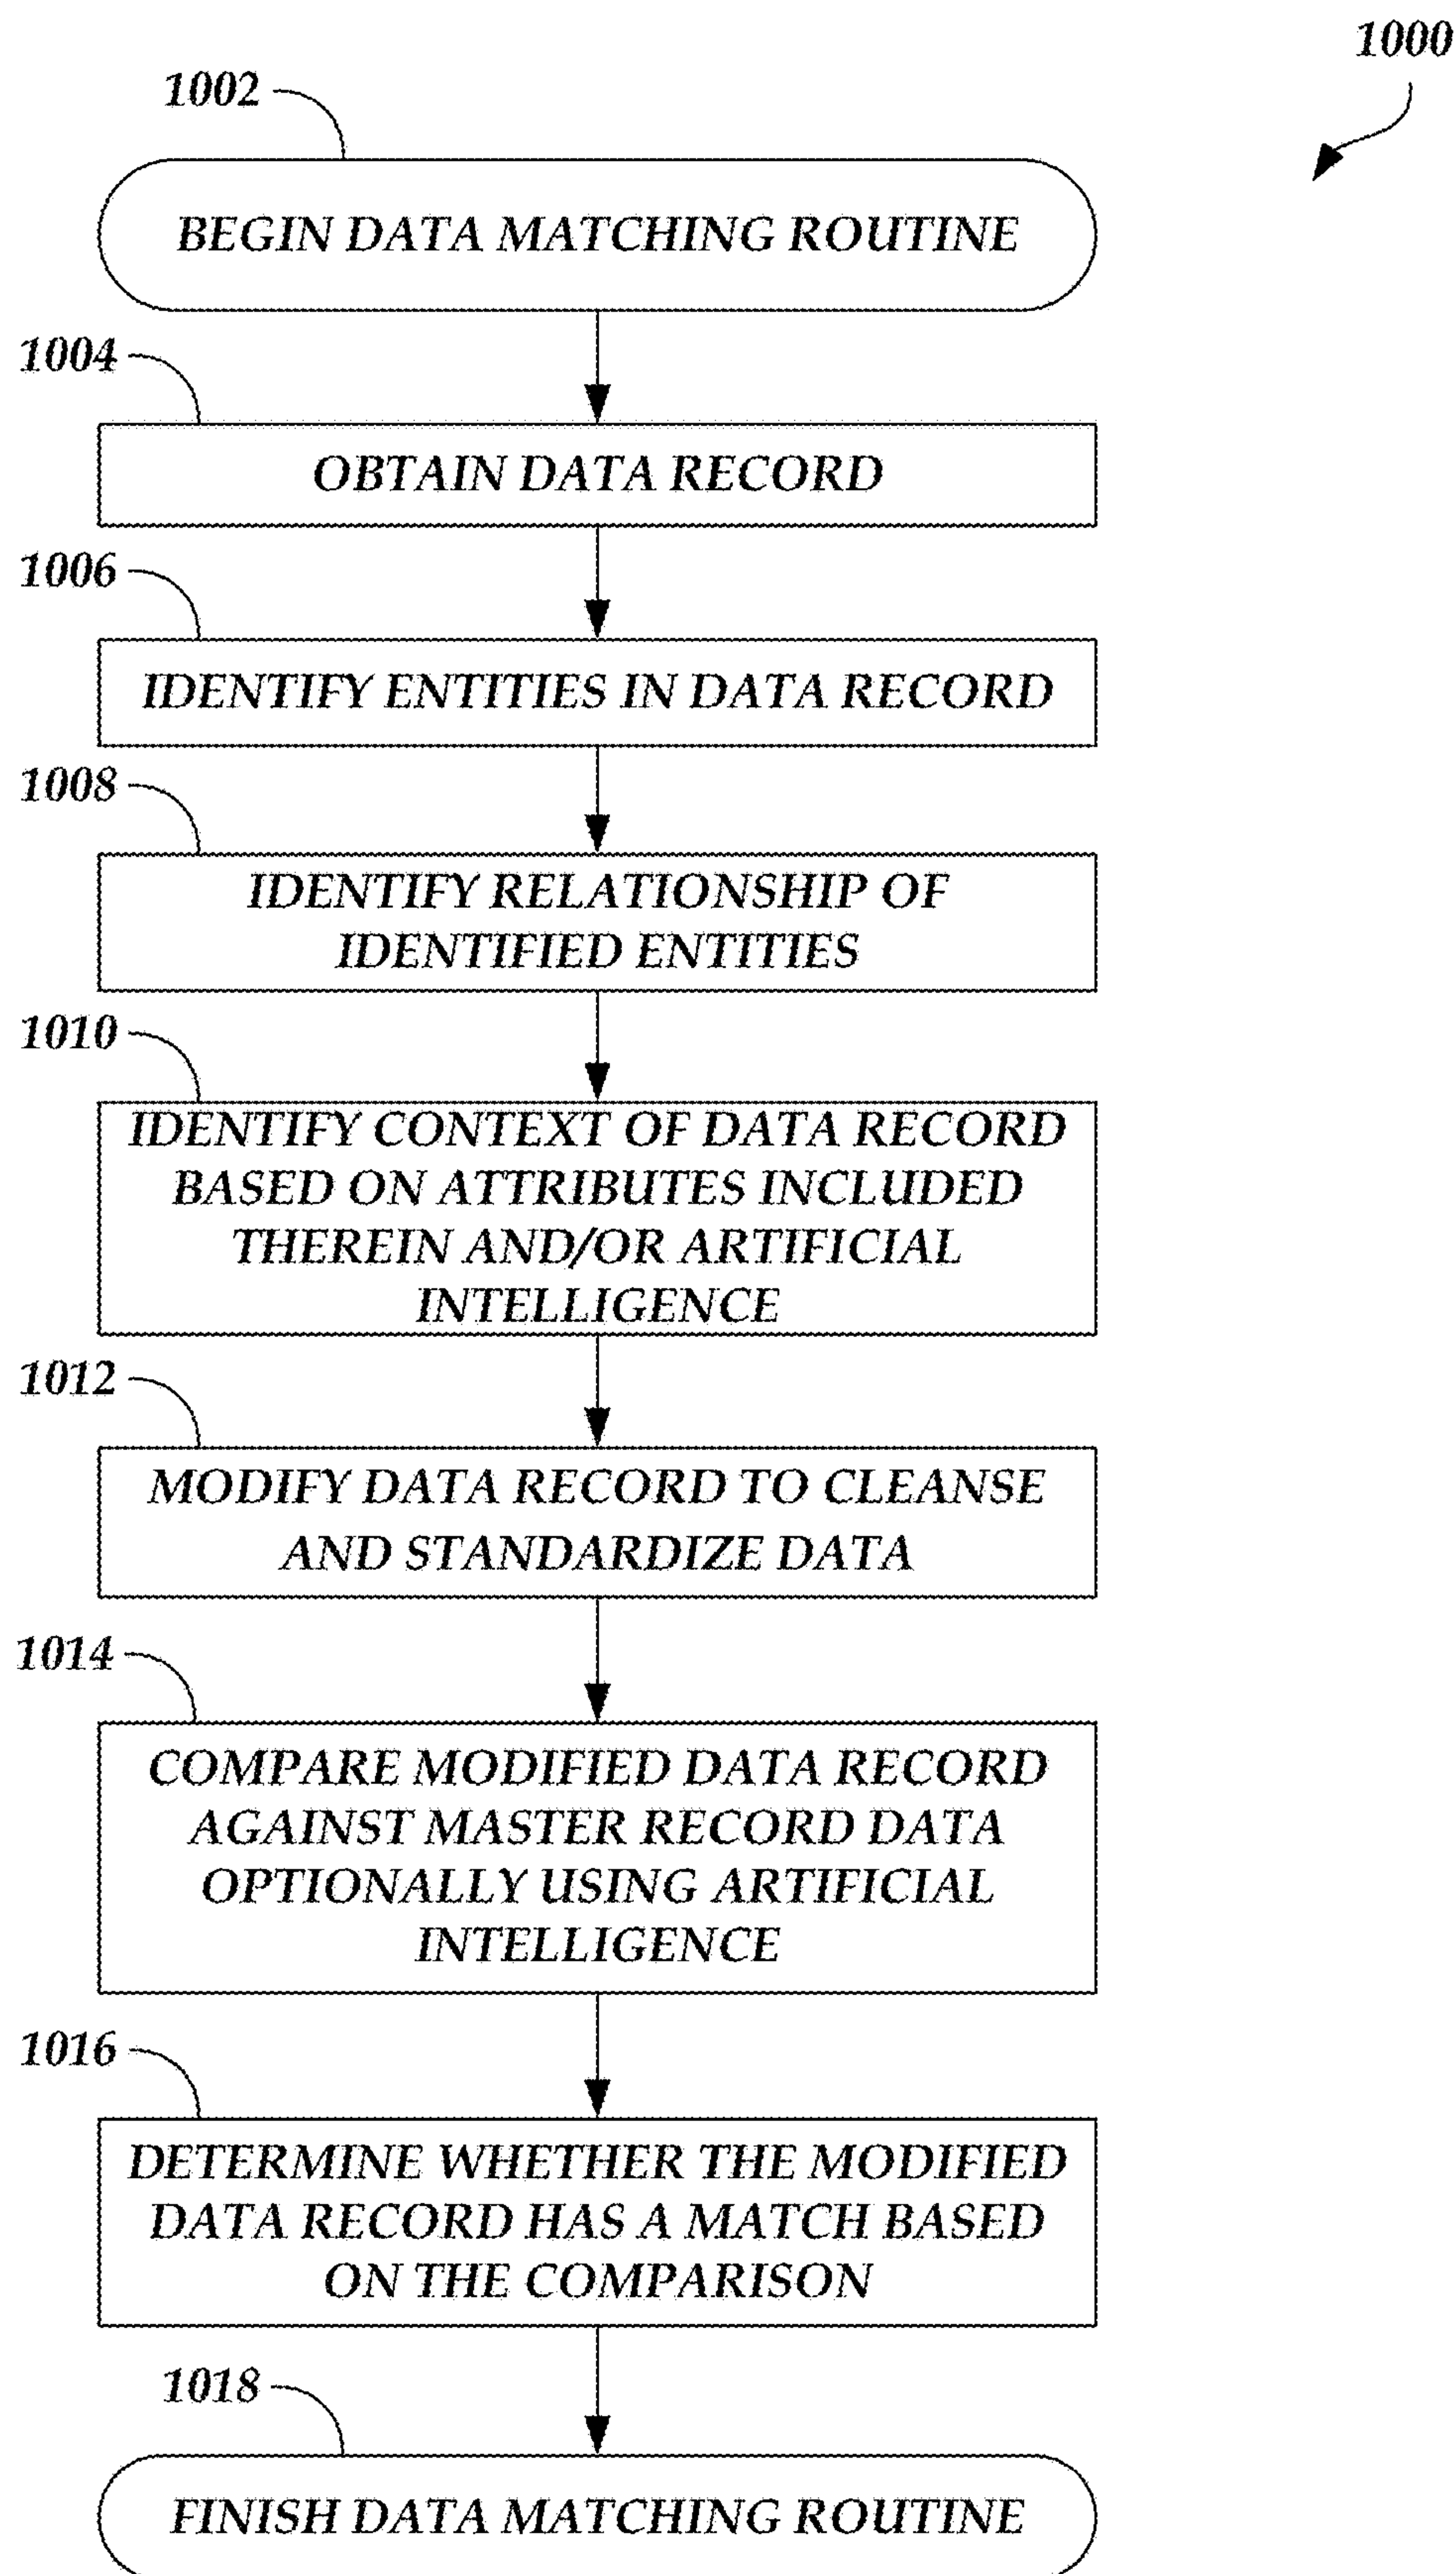 1000
1002
BEGIN DATA MATCHING ROUTINE
1004
OBTAIN DATA RECORD
1006
IDENTIFY ENTITIES IN DATA RECORD
1008
IDENTIFY RELATIONSHIP OF
IDENTIFIED ENTITIES
1010
IDENTIFY CONTEXT OF DATA RECORD
BASED ON ATTRIBUTES INCLUDED
THEREIN AND/OR ARTIFICIAL
INTELLIGENCE
1012
MODIFY DATA RECORD TO CLEANSE
AND STANDARDIZE DATA
1014
COMPARE MODIFIED DATA RECORD
AGAINST MASTER RECORD DATA
OPTIONALLY USING ARTIFICIAL
INTELLIGENCE
1016
DETERMINE WHETHER THE MODIFIED
DATA RECORD HAS A MATCH BASED
ON THE COMPARISON
1018
FINISH DATA MATCHING ROUTINE